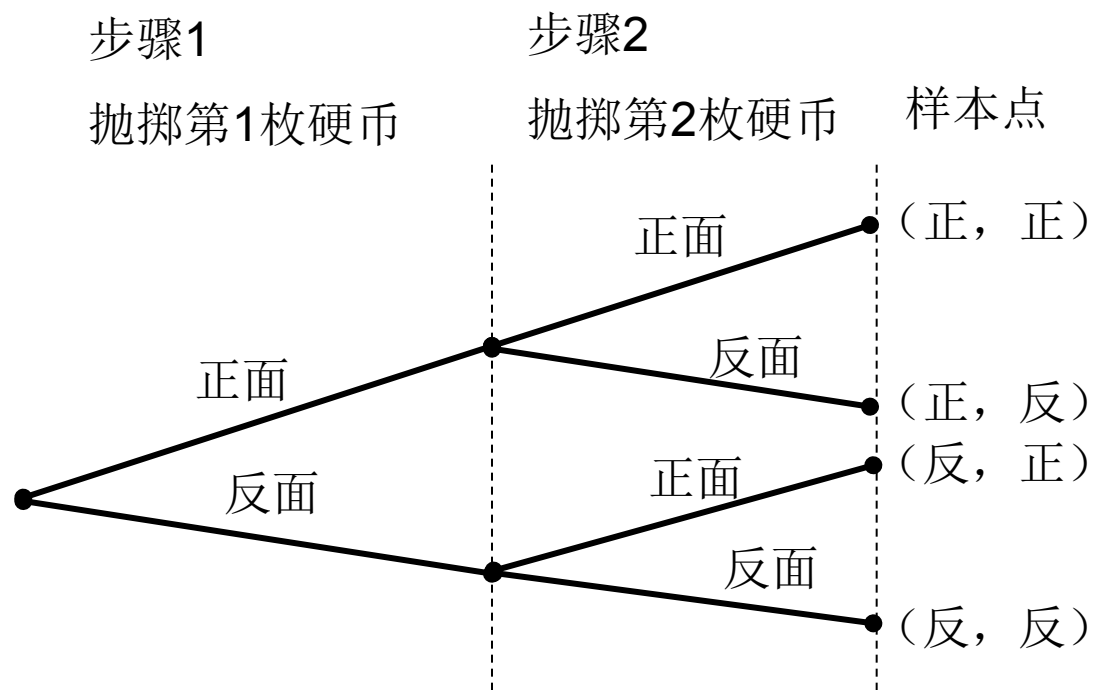 步骤1
步骤2
抛掷第1枚硬币
抛掷第2枚硬币
样本点
正面
（正，正）
正面
反面
（正，反）
反面
正面
（反，正）
反面
（反，反）